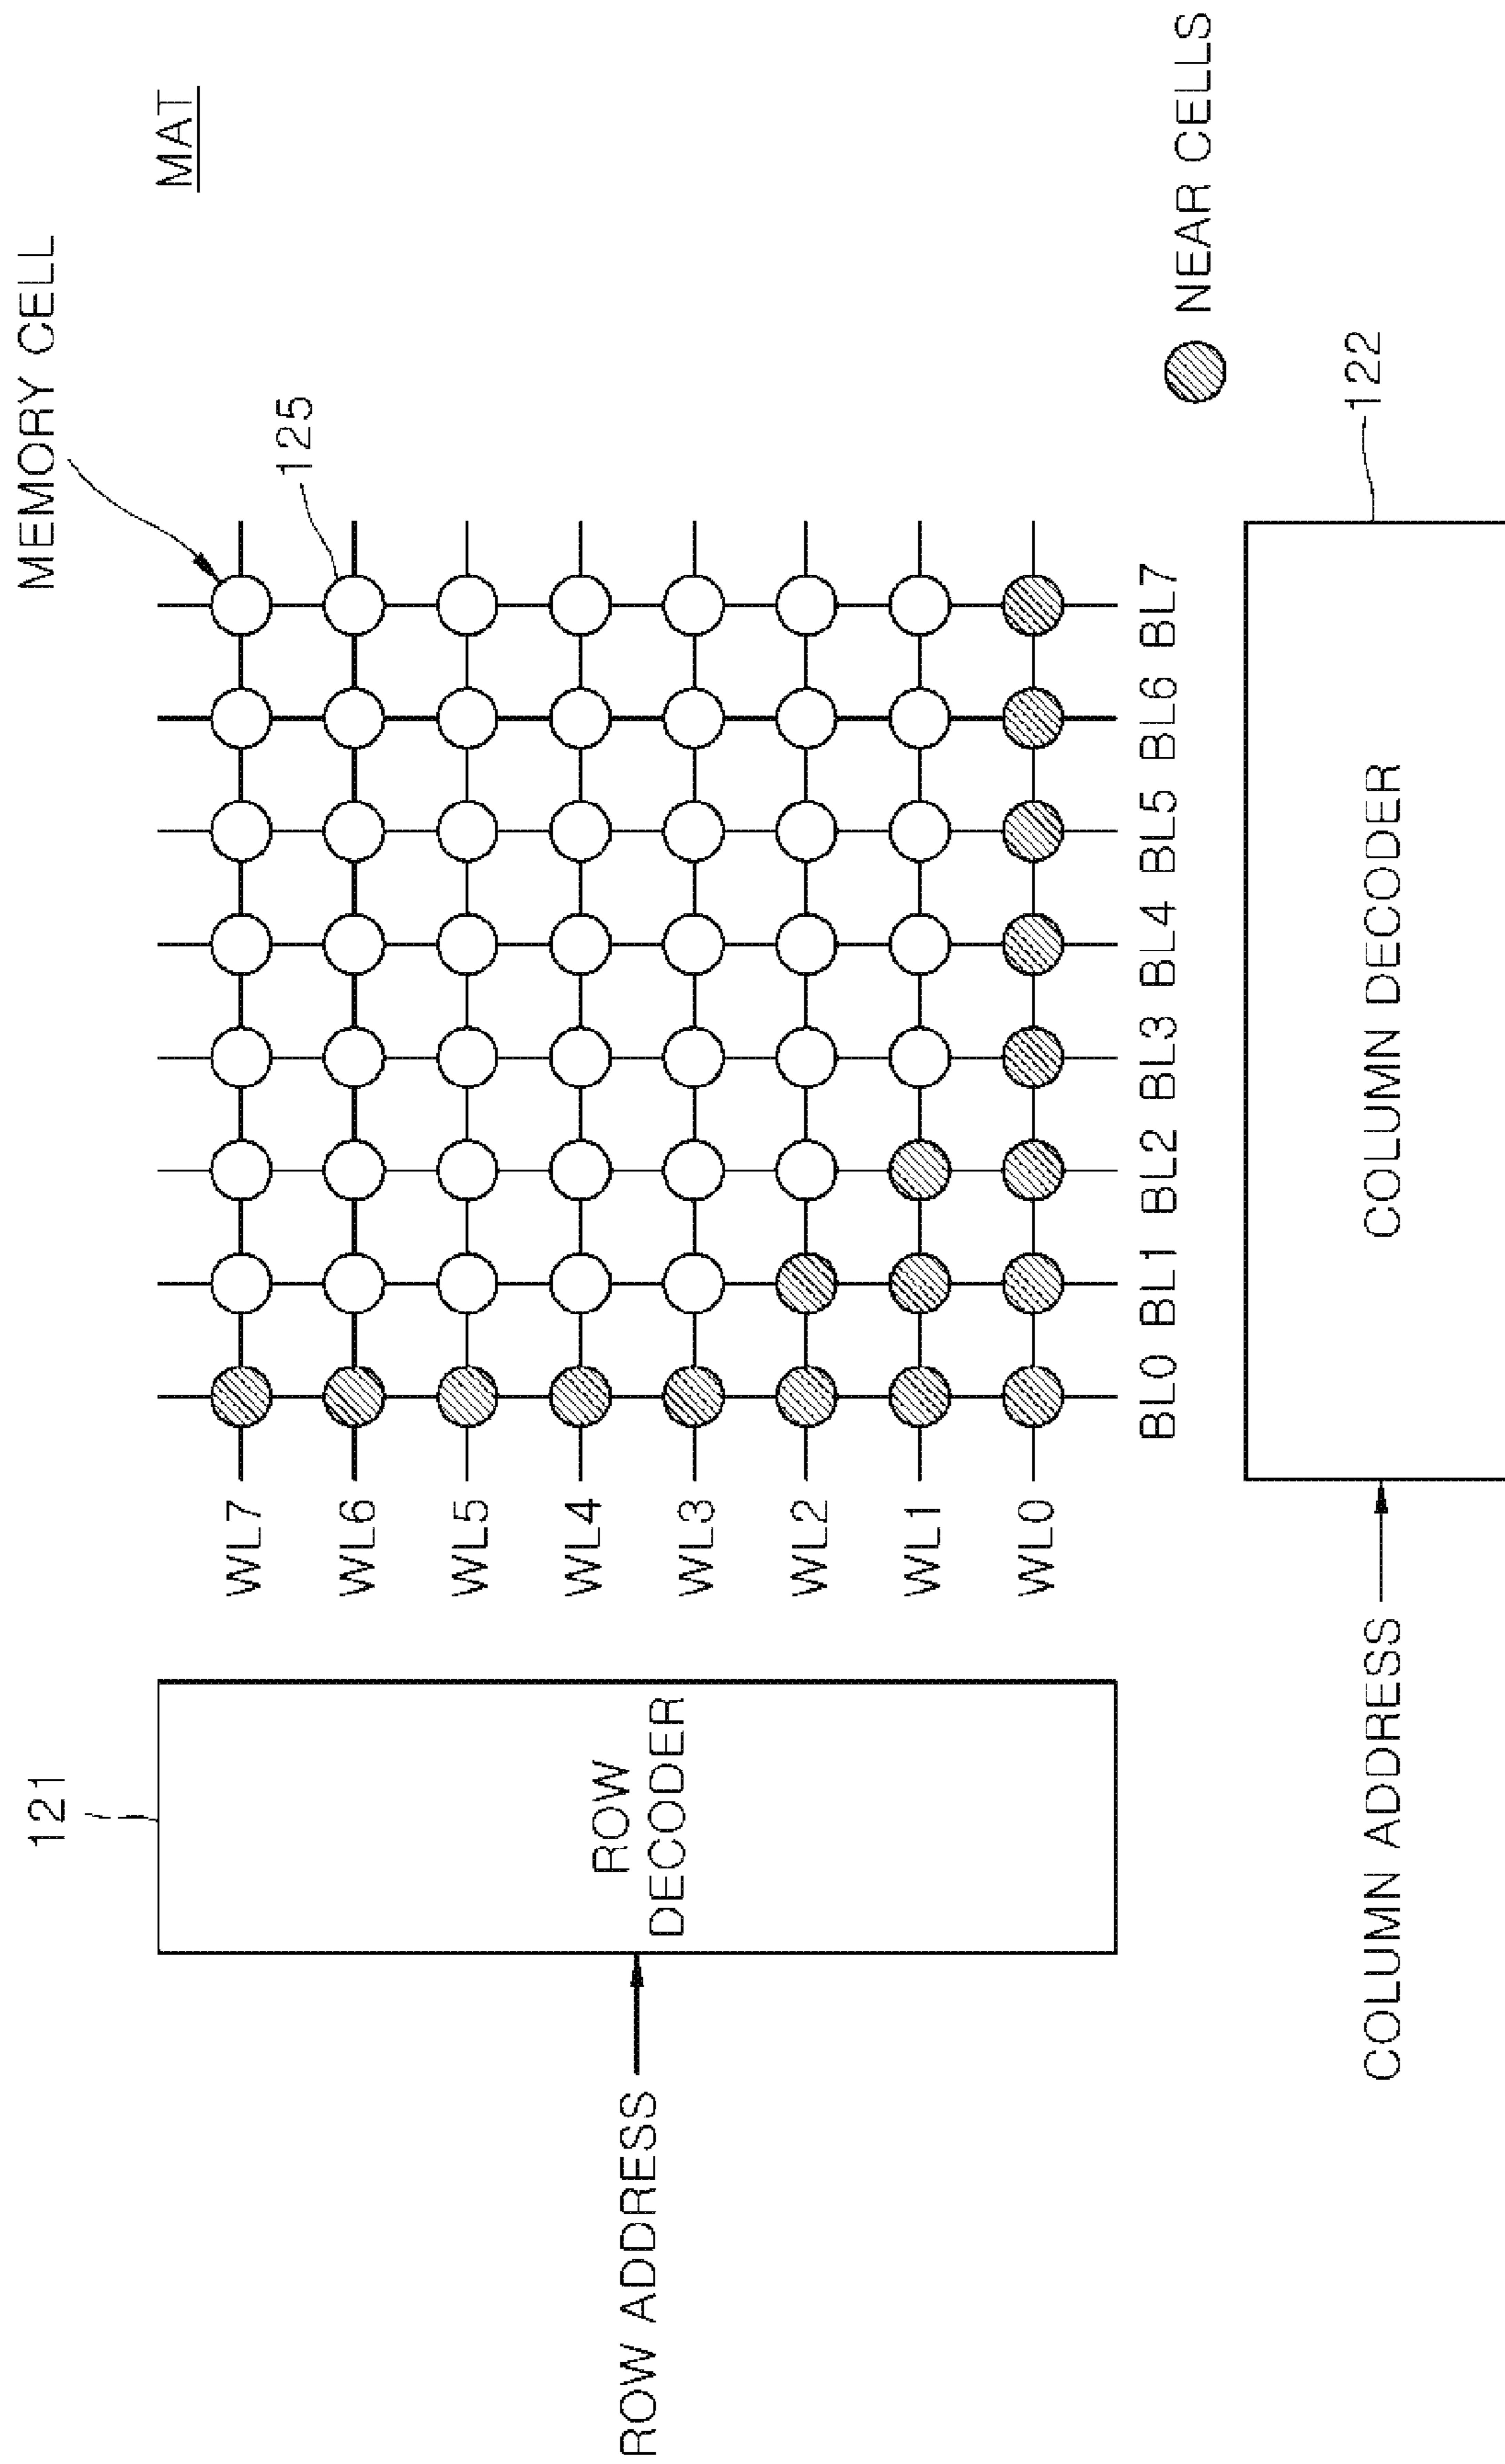 MAT
MEMORY CELL
125
121
WL7
WL6
WL5
WL4
WL3
WL2
WL1
WL0
ROW ADDRESS
ROW
DECODER
BL0 BL1 BL2 BL3 BL4 BL5 BL6 BL7
NEAR CELLS
122
COLUMN ADDRESS
COLUMN DECODER